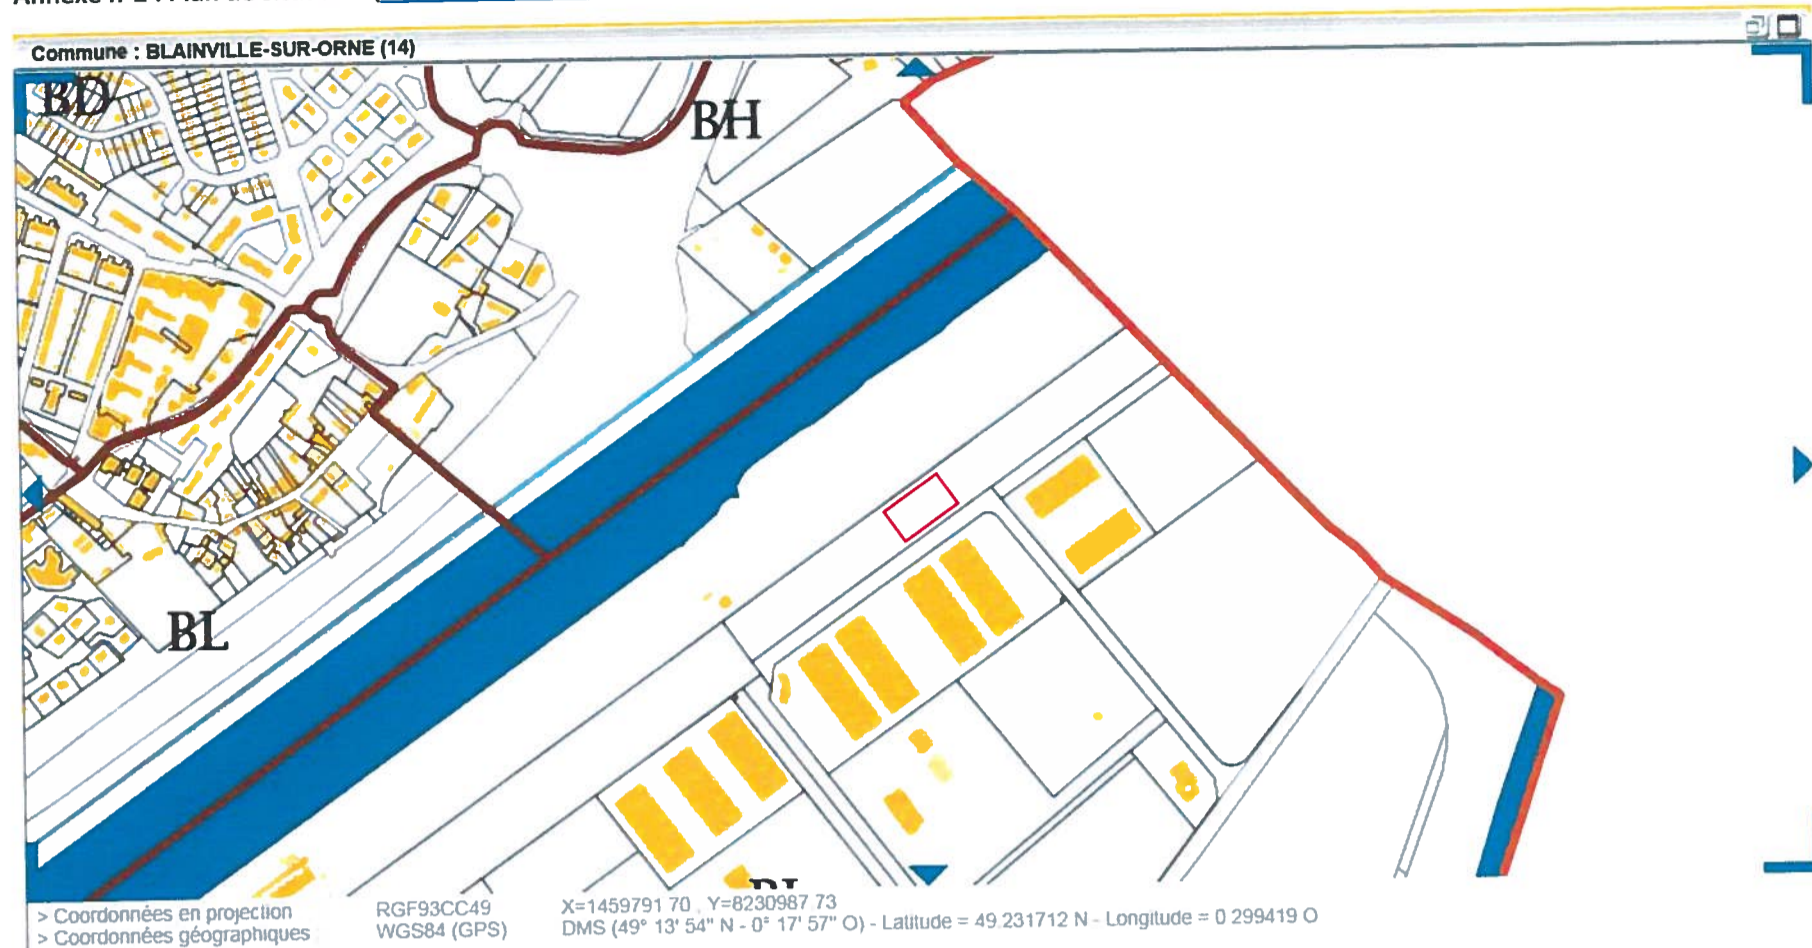 Commune : BLAINVILLE-SUR-ORNE (14)
BD
BH
BL
> Coordonnées en projection RGF93CC49 X=1459791 70 , Y=8230987 73
> Coordonnées géographiques WGS84 (GPS) DMS (49° 13' 54" N - 0° 17' 57" O) - Latitude = 49.231712 N - Longitude = 0 299419 O